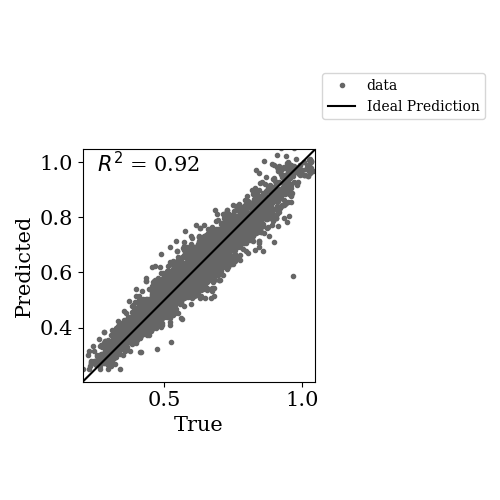 data
Ideal Prediction
R² = 0.92
Predicted
1.0
0.8
0.6
0.4
0.5 1.0
True